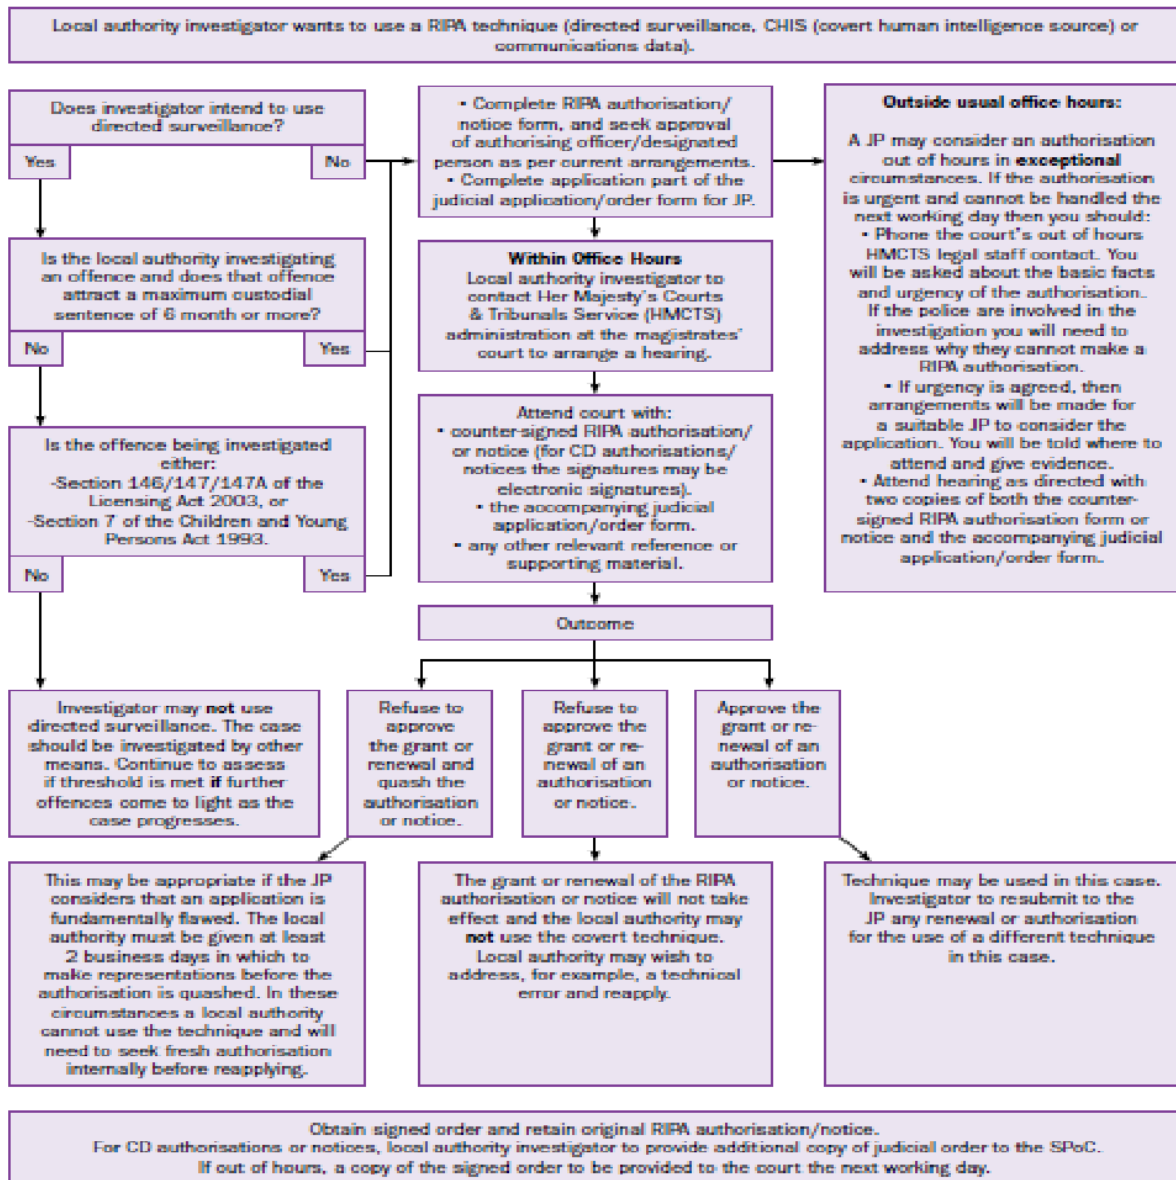 Local authority investigator wants to use a RIPA technique (directed surveillance, CHIS (covert human intelligence source) or
communications data).
Does investigator intend to use
directed surveillance?
Yes
No
Is the local authority investigating
an offence and does that offence
attract a maximum custodial
sentence of 6 month or more?
No
Yes
Is the offence being investigated
either:
-Section 146/147/147A of the
Licensing Act 2003, or
-Section 7 of the Children and Young
Persons Act 1993.
No
Yes
• Complete RIPA authorisation/
notice form, and seek approval
of authorising officer/designated
person as per current arrangements.
• Complete application part of the
judicial application/order form for JP.
Within Office Hours
Local authority investigator to
contact Her Majesty's Courts
& Tribunals Service (HMCTS)
administration at the magistrates'
court to arrange a hearing.
Attend court with:
• counter-signed RIPA authorisation/
or notice (for CD authorisations/
notices the signatures may be
electronic signatures).
• the accompanying judicial
application/order form.
• any other relevant reference or
supporting material.
Outside usual office hours:
A JP may consider an authorisation
out of hours in exceptional
circumstances. If the authorisation
is urgent and cannot be handled the
next working day then you should:
• Phone the court's out of hours
HMCTS legal staff contact. You
will be asked about the basic facts
and urgency of the authorisation.
If the police are involved in the
investigation you will need to
address why they cannot make a
RIPA authorisation.
• If urgency is agreed, then
arrangements will be made for
a suitable JP to consider the
application. You will be told where to
attend and give evidence.
• Attend hearing as directed with
two copies of both the counter-
signed RIPA authorisation form or
notice and the accompanying judicial
application/order form.
Outcome
Investigator may not use
directed surveillance. The case
should be investigated by other
means. Continue to assess
if threshold is met if further
offences come to light as the
case progresses.
Refuse to
approve
the grant or
renewal and
quash the
authorisation
or notice.
Refuse to
approve the
grant or re-
newal of an
authorisation
or notice.
Approve the
grant or re-
newal of an
authorisation
or notice.
This may be appropriate if the JP
considers that an application is
fundamentally flawed. The local
authority must be given at least
2 business days in which to
make representations before the
authorisation is quashed. In these
circumstances a local authority
cannot use the technique and will
need to seek fresh authorisation
internally before reapplying.
The grant or renewal of the RIPA
authorisation or notice will not take
effect and the local authority may
not use the covert technique.
Local authority may wish to
address, for example, a technical
error and reapply.
Technique may be used in this case.
Investigator to resubmit to the
JP any renewal or authorisation
for the use of a different technique
in this case.
Obtain signed order and retain original RIPA authorisation/notice.
For CD authorisations or notices, local authority investigator to provide additional copy of judicial order to the SPoC.
If out of hours, a copy of the signed order to be provided to the court the next working day.